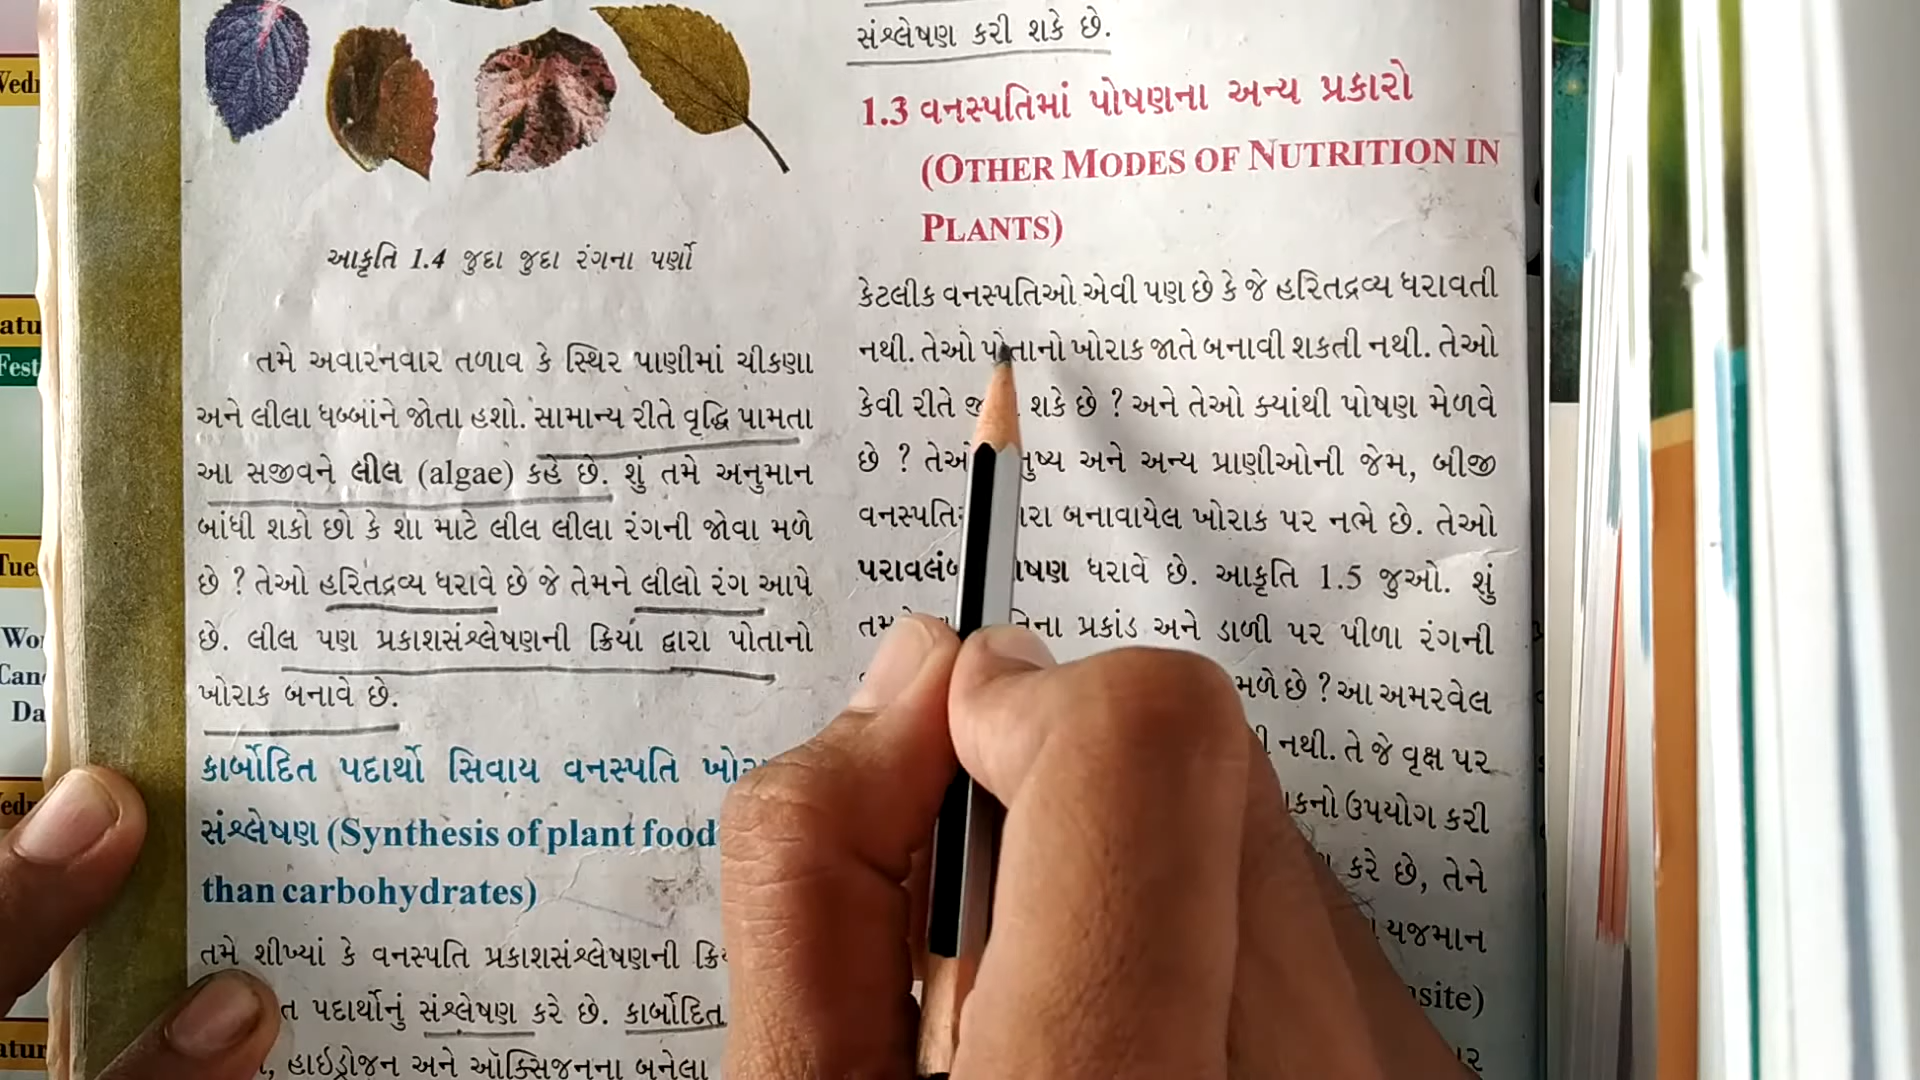 આકૃતિ 1.4 જુદા જુદા રંગના પર્ણો
તમે અવારનવાર તળાવ કે સ્થિર પાણીમાં ચીકણા
અને લીલા ધબ્બાંને જોતા હશો. સામાન્ય રીતે વૃદ્ધિ પામતા
આ સજીવને લીલ (algae) કહે છે. શું તમે અનુમાન
બાંધી શકો છો કે શા માટે લીલ લીલા રંગની જોવા મળે
છે ? તેઓ હરિતદ્રવ્ય ધરાવે છે જે તેમને લીલો રંગ આપે
છે. લીલ પણ પ્રકાશસંશ્લેષણની ક્રિયા દ્વારા પોતાનો
ખોરાક બનાવે છે.
કાર્બોદિત પદાર્થો સિવાય વનસ્પતિ
સંશ્લેષણ (Synthesis of plant food
than carbohydrates)
તમે શીખ્યાં કે વનસ્પતિ પ્રકાશસંશ્લેષણની
પદાર્થોનું સંશ્લેષણ કરે છે. કાર્બોદિત
હાઈડ્રોજન અને ઑક્સિજનના બનેલા
સંશ્લેષણ કરી શકે છે.
1.3 વનસ્પતિમાં પોષણના અન્ય પ્રકારો
(OTHER MODES OF NUTRITION IN
PLANTS)
કેટલીક વનસ્પતિઓ એવી પણ છે કે જે હરિતદ્રવ્ય ધરાવતી
નથી. તેઓ પોતાનો ખોરાક જાતે બનાવી શકતી નથી. તેઓ
કેવી રીતે શકે છે ? અને તેઓ ક્યાંથી પોષણ મેળવે
છે ? અને અન્ય પ્રાણીઓની જેમ, બીજી
બનાવાયેલ ખોરાક પર નભે છે. તેઓ
ધરાવે છે. આકૃતિ 1.5 જુઓ. શું
પ્રકાંડ અને ડાળી પર પીળા રંગની
મળે છે ? આ અમરવેલ
નથી. તે જે વૃક્ષ પર
ઉપયોગ કરી
કરે છે, તેને
યજમાન